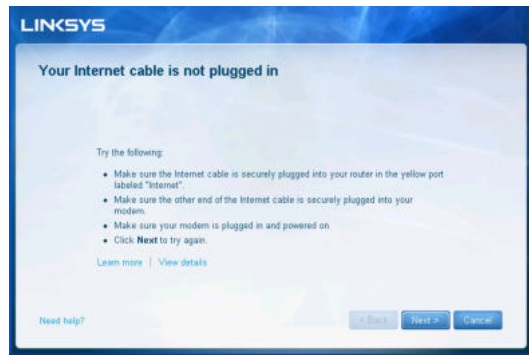 LINKSYS
Your Internet cable is not plugged in
Try the following:
• Make sure the Internet cable is securely plugged into your router in the yellow port
labeled "Internet".
• Make sure the other end of the Internet cable is securely plugged into your
modem.
• Make sure your modem is plugged in and powered on.
• Click Next to try again.
Learn more | View details
Need help?
< Back Next > Cancel